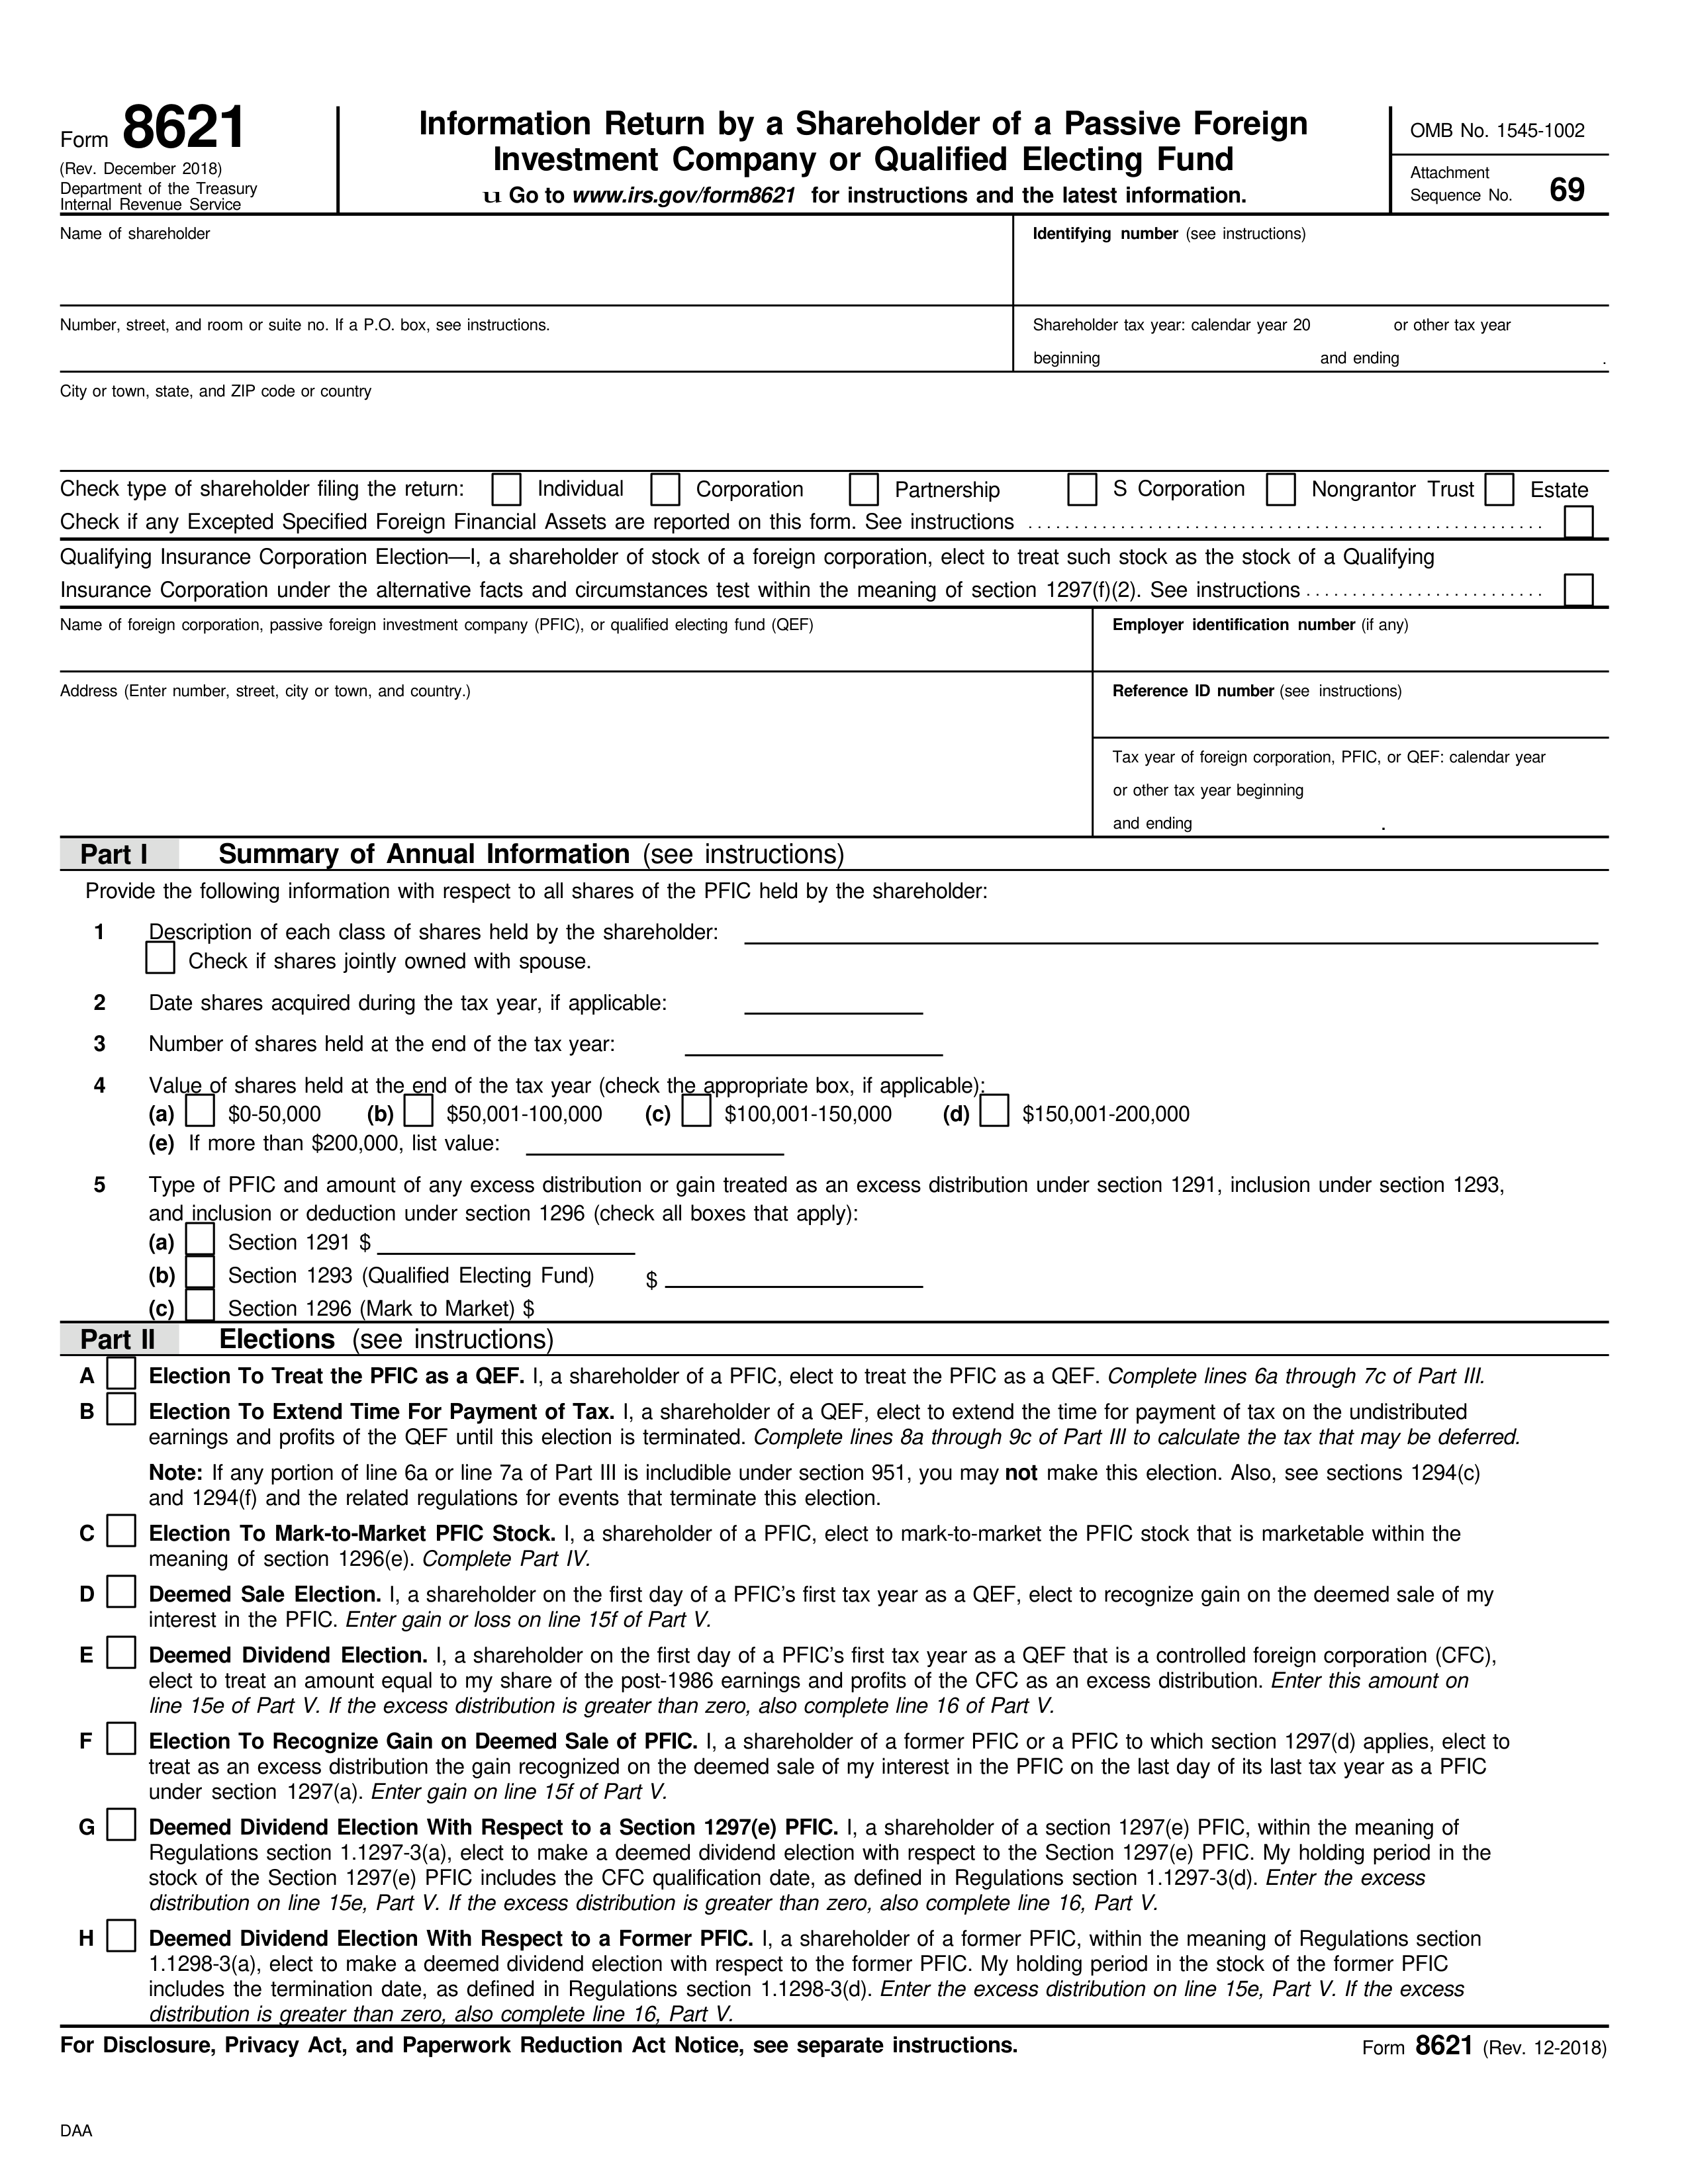 Form 8621
(Rev. December 2018)
Department of the Treasury
Internal Revenue Service
Information Return by a Shareholder of a Passive Foreign
Investment Company or Qualified Electing Fund
u Go to www.irs.gov/form8621 for instructions and the latest information.
OMB No. 1545-1002
Attachment
Sequence No. 69
Name of shareholder
Identifying number (see instructions)
Number, street, and room or suite no. If a P.O. box, see instructions.
Shareholder tax year: calendar year 20 or other tax year
beginning and ending .
City or town, state, and ZIP code or country
Check type of shareholder filing the return: Individual Corporation Partnership S Corporation Nongrantor Trust Estate
Check if any Excepted Specified Foreign Financial Assets are reported on this form. See instructions
Qualifying Insurance Corporation Election—I, a shareholder of stock of a foreign corporation, elect to treat such stock as the stock of a Qualifying
Insurance Corporation under the alternative facts and circumstances test within the meaning of section 1297(f)(2). See instructions
Name of foreign corporation, passive foreign investment company (PFIC), or qualified electing fund (QEF)
Employer identification number (if any)
Address (Enter number, street, city or town, and country.)
Reference ID number (see instructions)
Tax year of foreign corporation, PFIC, or QEF: calendar year
or other tax year beginning
and ending .
Part I Summary of Annual Information (see instructions)
Provide the following information with respect to all shares of the PFIC held by the shareholder:
1 Description of each class of shares held by the shareholder:
Check if shares jointly owned with spouse.
2 Date shares acquired during the tax year, if applicable:
3 Number of shares held at the end of the tax year:
4 Value of shares held at the end of the tax year (check the appropriate box, if applicable):
(a) $0-50,000 (b) $50,001-100,000 (c) $100,001-150,000 (d) $150,001-200,000
(e) If more than $200,000, list value:
5 Type of PFIC and amount of any excess distribution or gain treated as an excess distribution under section 1291, inclusion under section 1293,
and inclusion or deduction under section 1296 (check all boxes that apply):
(a) Section 1291 $
(b) Section 1293 (Qualified Electing Fund) $
(c) Section 1296 (Mark to Market) $
Part II Elections (see instructions)
A Election To Treat the PFIC as a QEF. I, a shareholder of a PFIC, elect to treat the PFIC as a QEF. Complete lines 6a through 7c of Part III.
B Election To Extend Time For Payment of Tax. I, a shareholder of a QEF, elect to extend the time for payment of tax on the undistributed
earnings and profits of the QEF until this election is terminated. Complete lines 8a through 9c of Part III to calculate the tax that may be deferred.
Note: If any portion of line 6a or line 7a of Part III is includible under section 951, you may not make this election. Also, see sections 1294(c)
and 1294(f) and the related regulations for events that terminate this election.
C Election To Mark-to-Market PFIC Stock. I, a shareholder of a PFIC, elect to mark-to-market the PFIC stock that is marketable within the
meaning of section 1296(e). Complete Part IV.
D Deemed Sale Election. I, a shareholder on the first day of a PFIC's first tax year as a QEF, elect to recognize gain on the deemed sale of my
interest in the PFIC. Enter gain or loss on line 15f of Part V.
E Deemed Dividend Election. I, a shareholder on the first day of a PFIC's first tax year as a QEF that is a controlled foreign corporation (CFC),
elect to treat an amount equal to my share of the post-1986 earnings and profits of the CFC as an excess distribution. Enter this amount on
line 15e of Part V. If the excess distribution is greater than zero, also complete line 16 of Part V.
F Election To Recognize Gain on Deemed Sale of PFIC. I, a shareholder of a former PFIC or a PFIC to which section 1297(d) applies, elect to
treat as an excess distribution the gain recognized on the deemed sale of my interest in the PFIC on the last day of its last tax year as a PFIC
under section 1297(a). Enter gain on line 15f of Part V.
G Deemed Dividend Election With Respect to a Section 1297(e) PFIC. I, a shareholder of a section 1297(e) PFIC, within the meaning of
Regulations section 1.1297-3(a), elect to make a deemed dividend election with respect to the Section 1297(e) PFIC. My holding period in the
stock of the Section 1297(e) PFIC includes the CFC qualification date, as defined in Regulations section 1.1297-3(d). Enter the excess
distribution on line 15e, Part V. If the excess distribution is greater than zero, also complete line 16, Part V.
H Deemed Dividend Election With Respect to a Former PFIC. I, a shareholder of a former PFIC, within the meaning of Regulations section
1.1298-3(a), elect to make a deemed dividend election with respect to the former PFIC. My holding period in the stock of the former PFIC
includes the termination date, as defined in Regulations section 1.1298-3(d). Enter the excess distribution on line 15e, Part V. If the excess
distribution is greater than zero, also complete line 16, Part V.
For Disclosure, Privacy Act, and Paperwork Reduction Act Notice, see separate instructions.
Form 8621 (Rev. 12-2018)
DAA